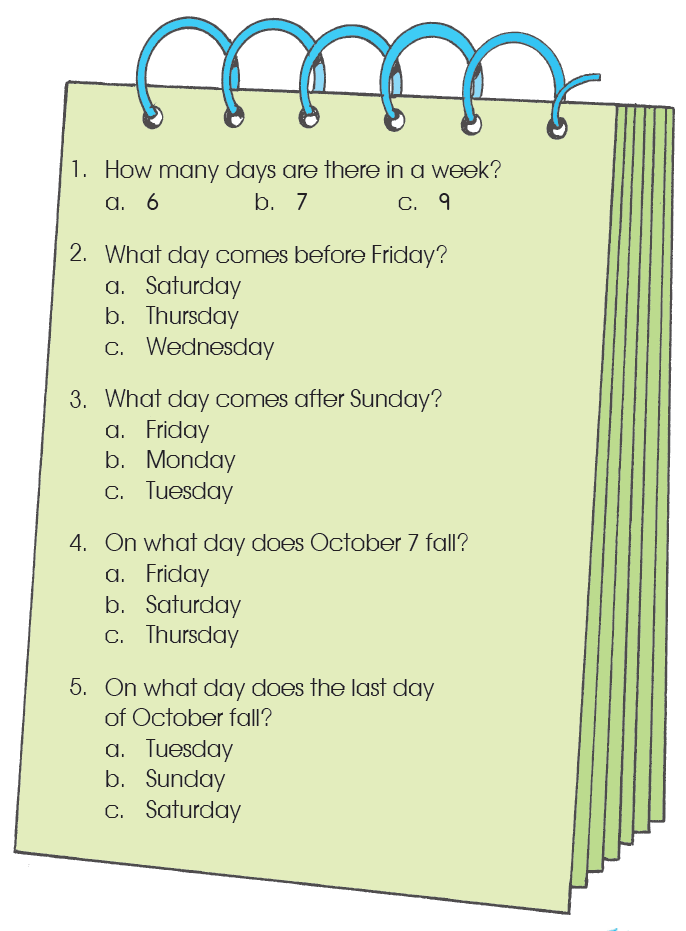 1. How many days are there in a week?
a. 6 b. 7 c. 9
2. What day comes before Friday?
a. Saturday
b. Thursday
c. Wednesday
3. What day comes after Sunday?
a. Friday
b. Monday
c. Tuesday
4. On what day does October 7 fall?
a. Friday
b. Saturday
c. Thursday
5. On what day does the last day
of October fall?
a. Tuesday
b. Sunday
c. Saturday